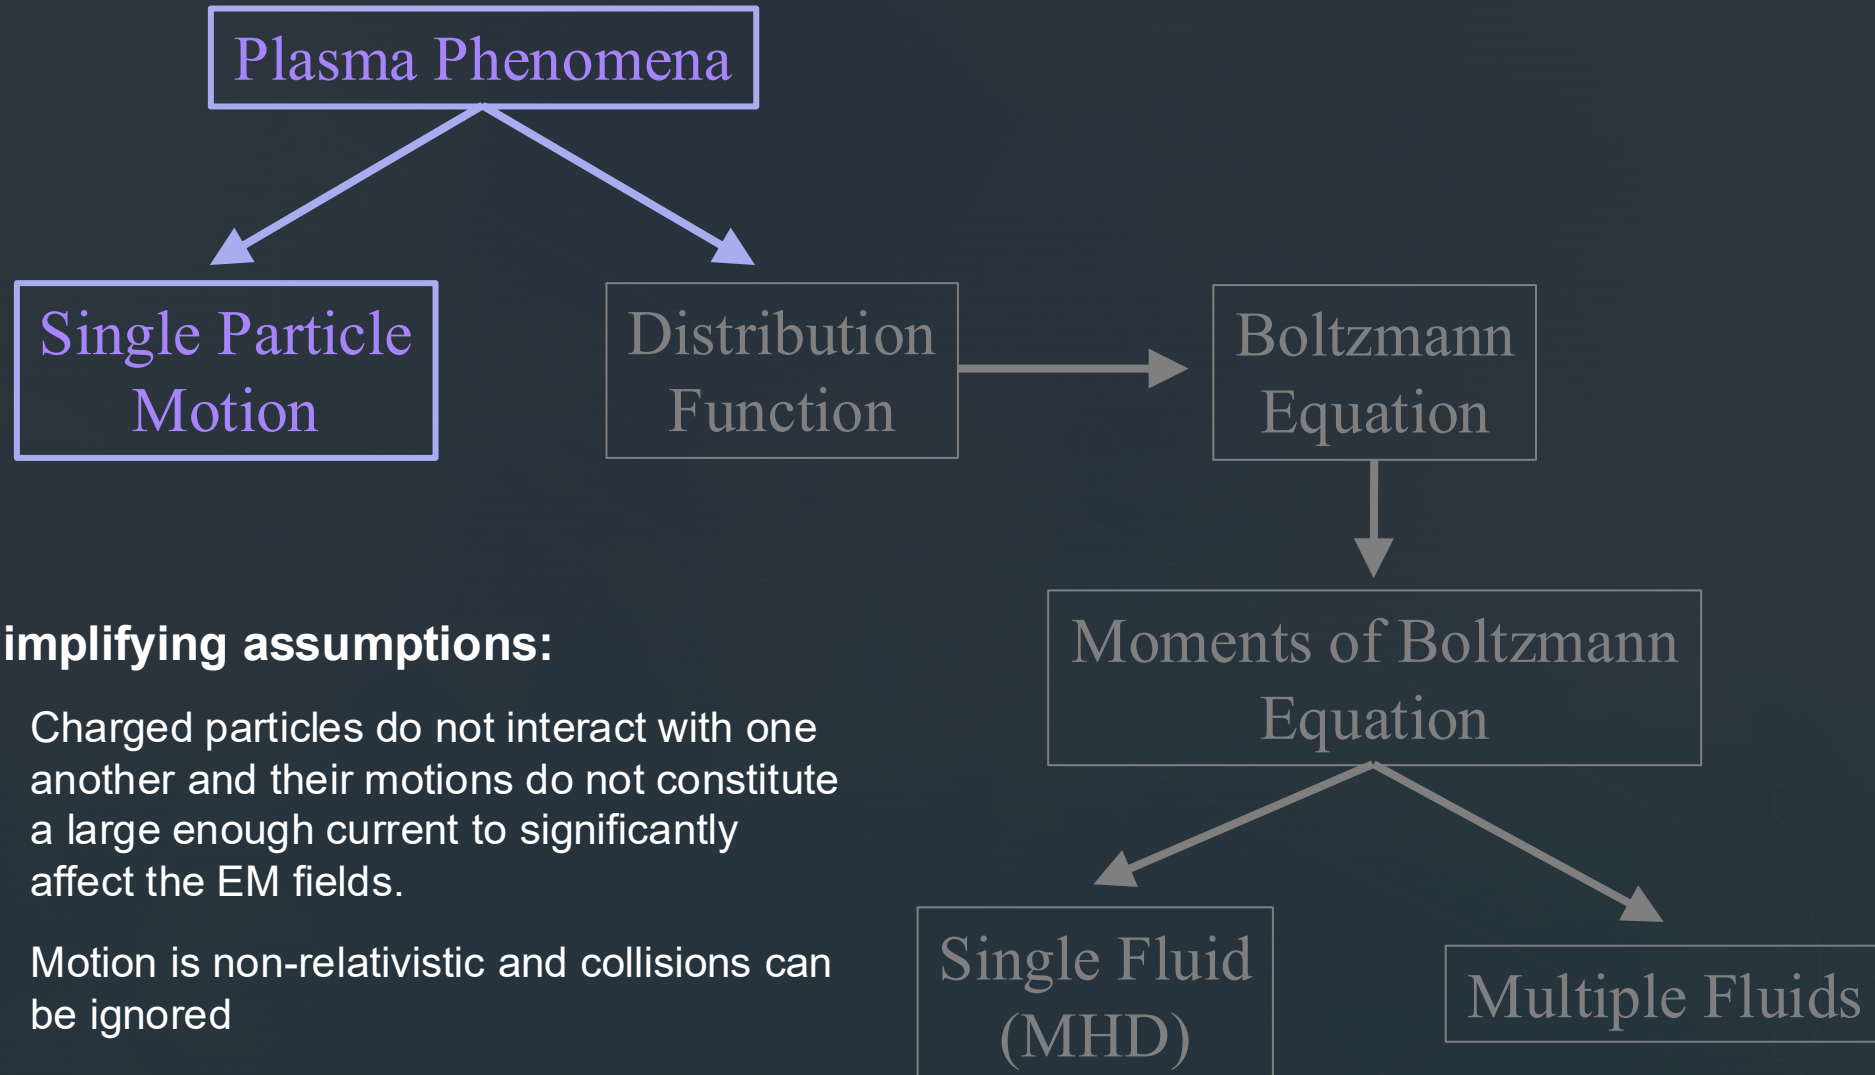 Plasma Phenomena
Single Particle
Motion
Distribution
Function
Boltzmann
Equation
Moments of Boltzmann
Equation
Single Fluid
(MHD)
Multiple Fluids
implifying assumptions:
Charged particles do not interact with one
another and their motions do not constitute
a large enough current to significantly
affect the EM fields.
Motion is non-relativistic and collisions can
be ignored